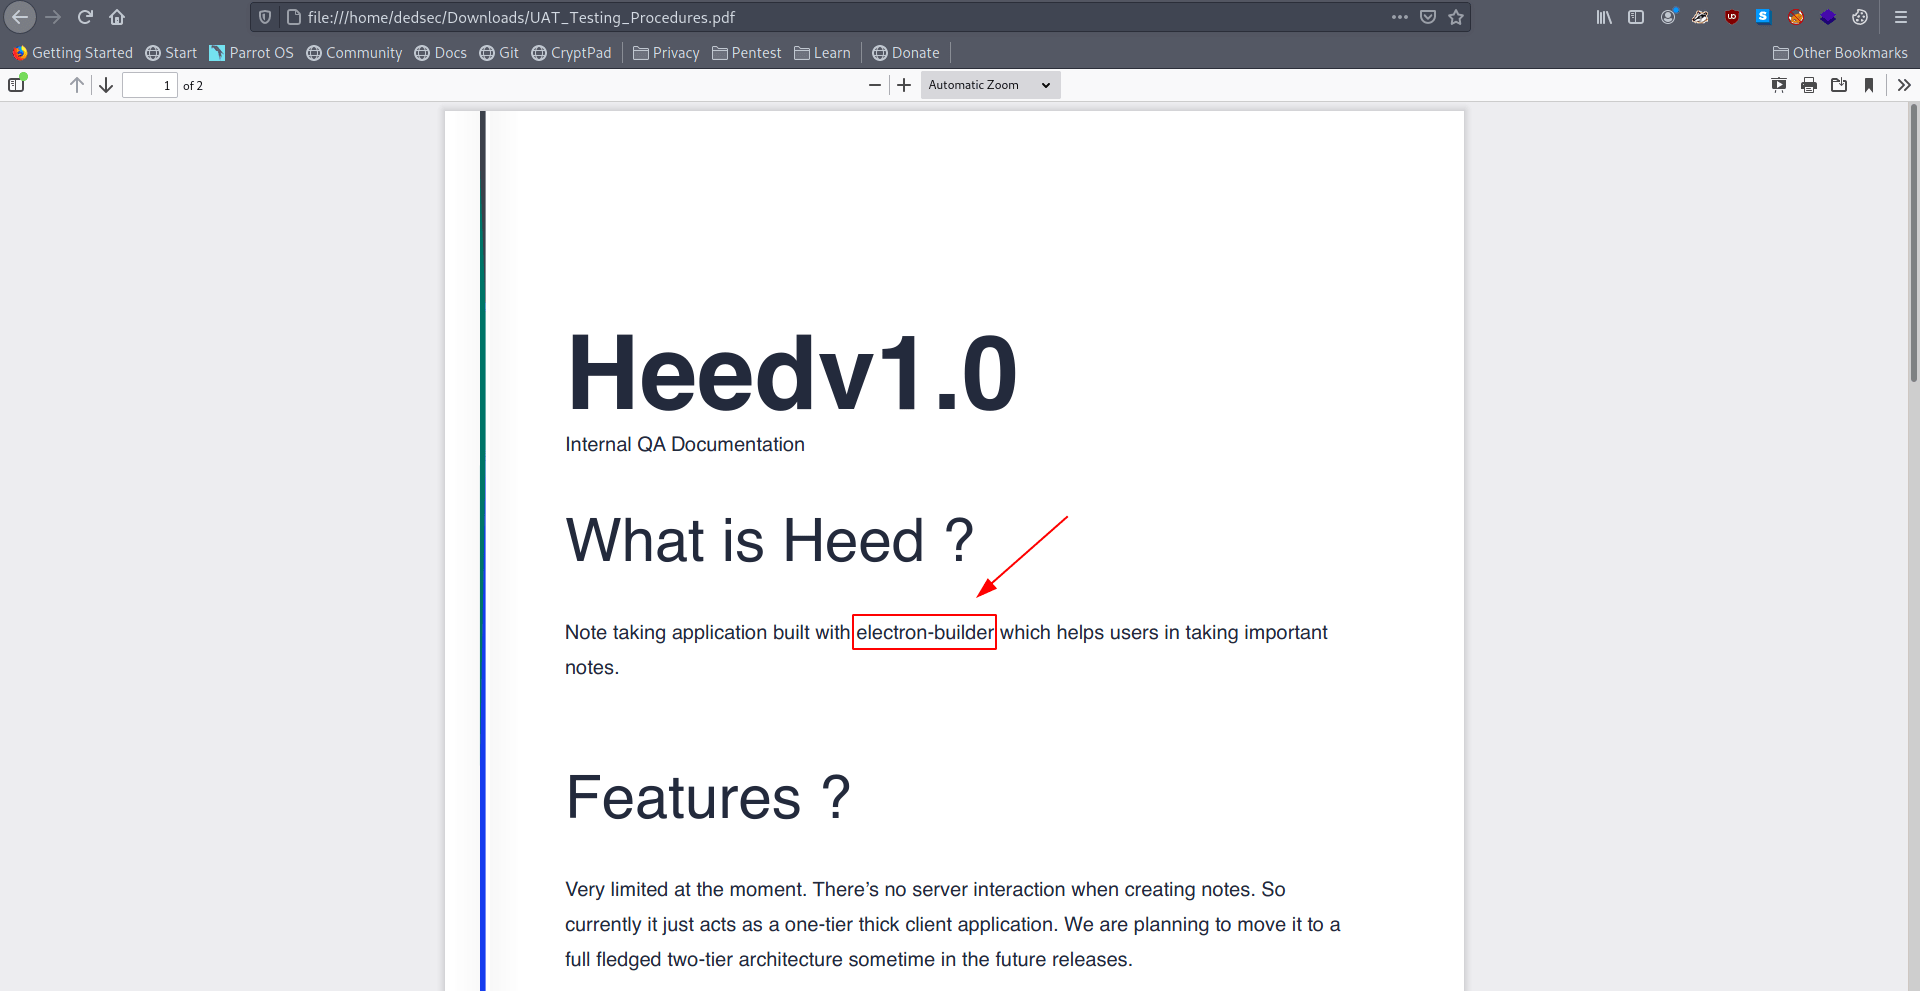 file:///home/dedsec/Downloads/UAT_Testing_Procedures.pdf
Getting Started Start Parrot OS Community Docs Git CryptPad Privacy Pentest Learn Donate Other Bookmarks
1 of 2 Automatic Zoom
Heedv1.0
Internal QA Documentation
What is Heed ?
Note taking application built with electron-builder which helps users in taking important
notes.
Features ?
Very limited at the moment. There’s no server interaction when creating notes. So
currently it just acts as a one-tier thick client application. We are planning to move it to a
full fledged two-tier architecture sometime in the future releases.